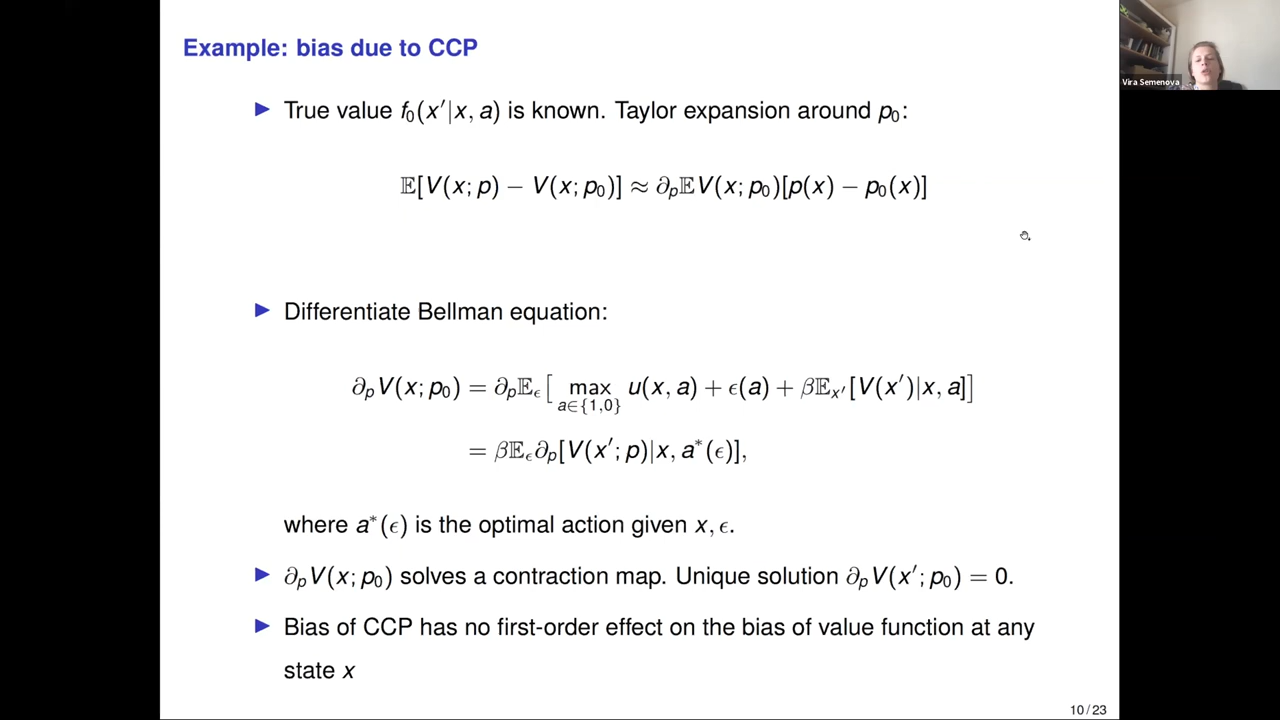 Example: bias due to CCP
▶ True value f₀(x′|x, a) is known. Taylor expansion around p₀:
𝔼[V(x; p) − V(x; p₀)] ≈ ∂ₚ𝔼V(x; p₀)[p(x) − p₀(x)]
▶ Differentiate Bellman equation:
∂ₚV(x; p₀) = ∂ₚ𝔼_ϵ[ max_{a∈{1,0}} u(x, a) + ϵ(a) + β𝔼_{x′}[V(x′)|x, a]]
= β𝔼_ϵ∂ₚ[V(x′; p)|x, a*(ϵ)],
where a*(ϵ) is the optimal action given x, ϵ.
▶ ∂ₚV(x; p₀) solves a contraction map. Unique solution ∂ₚV(x′; p₀) = 0.
▶ Bias of CCP has no first-order effect on the bias of value function at any
state x
10 / 23
Vira Semenova